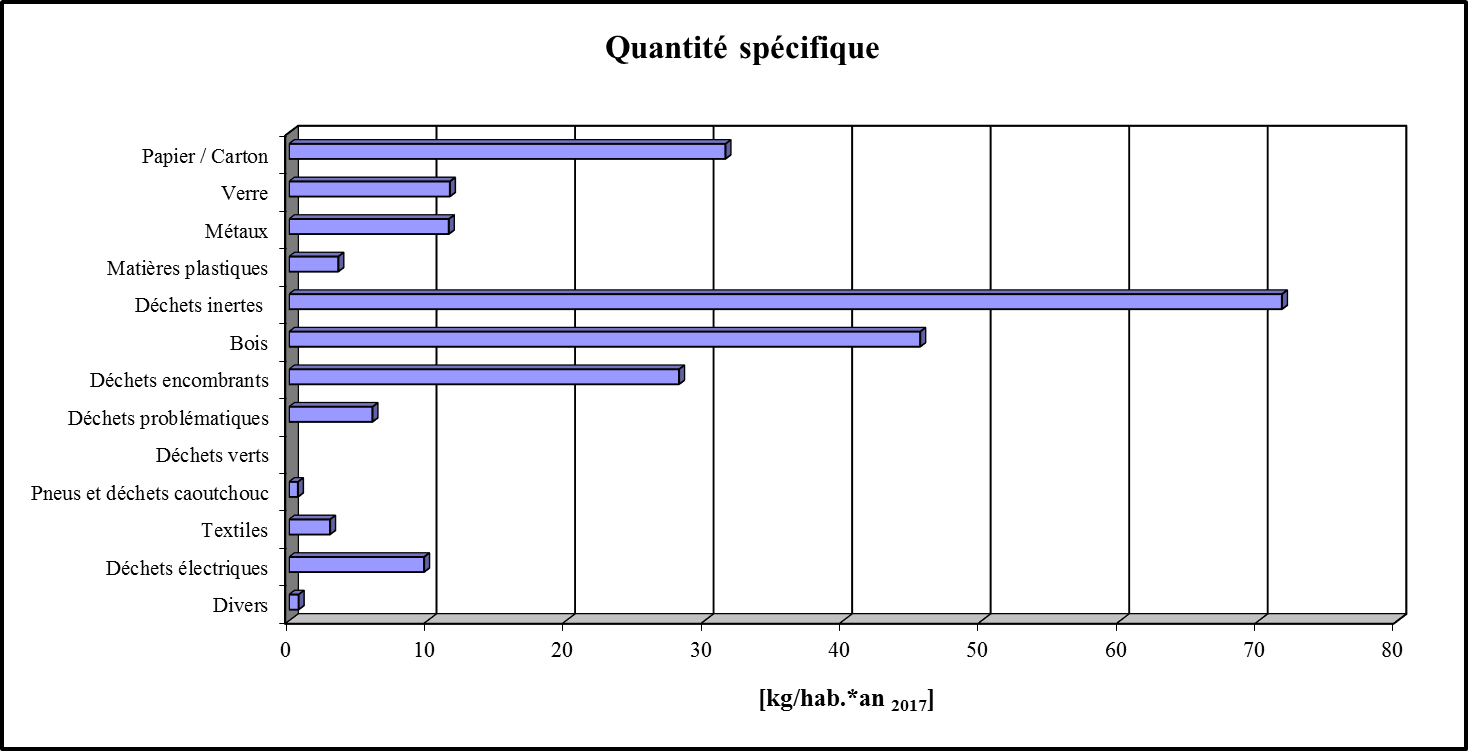 Quantité spécifique
Papier / Carton
Verre
Métaux
Matières plastiques
Déchets inertes
Bois
Déchets encombrants
Déchets problématiques
Déchets verts
Pneus et déchets caoutchouc
Textiles
Déchets électriques
Divers
0 10 20 30 40 50 60 70 80
[kg/hab.*an 2017]